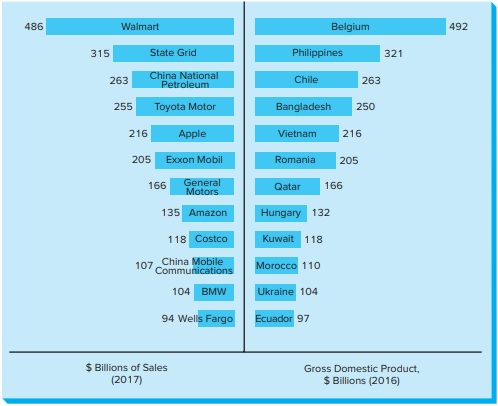 486 Walmart Belgium 492
315 State Grid Philippines 321
263 China National Petroleum Chile 263
255 Toyota Motor Bangladesh 250
216 Apple Vietnam 216
205 Exxon Mobil Romania 205
166 General Motors Qatar 166
135 Amazon Hungary 132
118 Costco Kuwait 118
107 China Mobile Communications Morocco 110
104 BMW Ukraine 104
94 Wells Fargo Ecuador 97
$ Billions of Sales
(2017)
Gross Domestic Product,
$ Billions (2016)